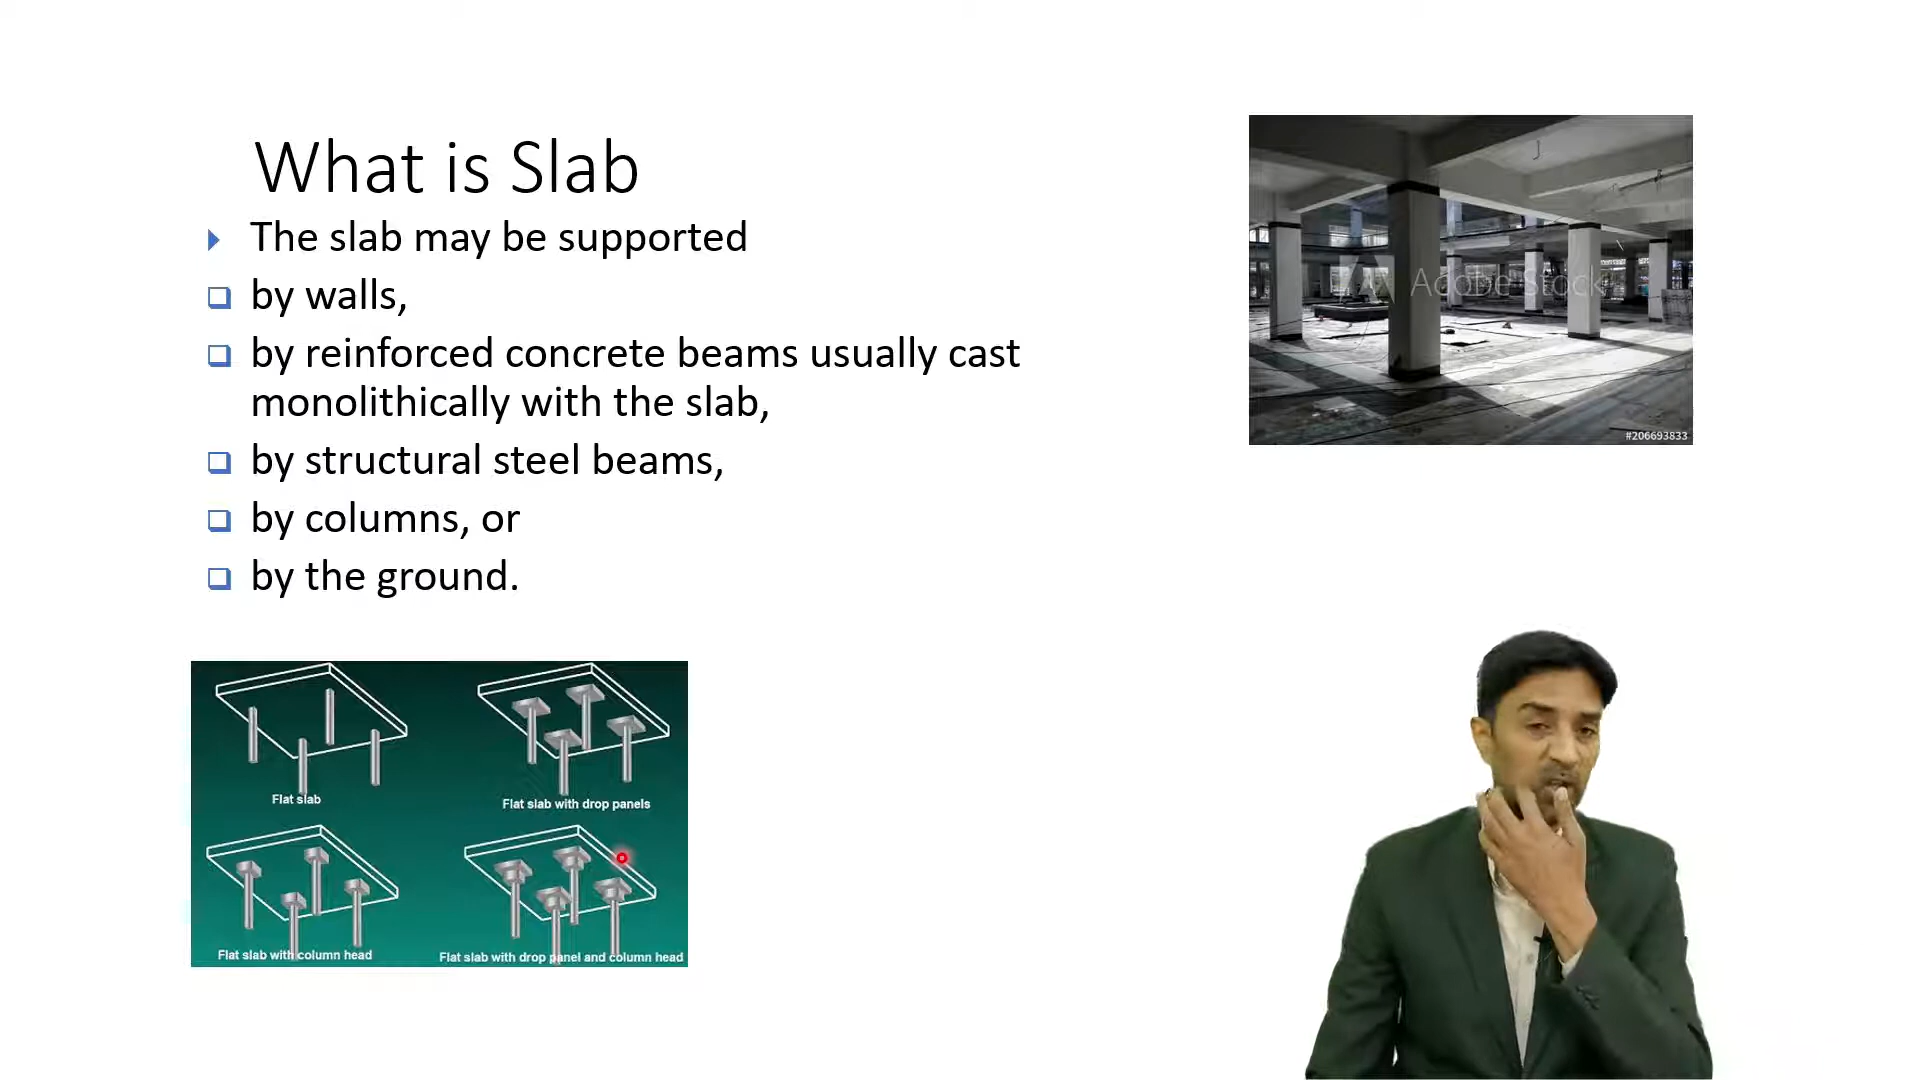 What is Slab
The slab may be supported
by walls,
by reinforced concrete beams usually cast
monolithically with the slab,
by structural steel beams,
by columns, or
by the ground.
Adobe Stock
#206693833
Flat slab
Flat slab with drop panels
Flat slab with column head
Flat slab with drop panel and column head